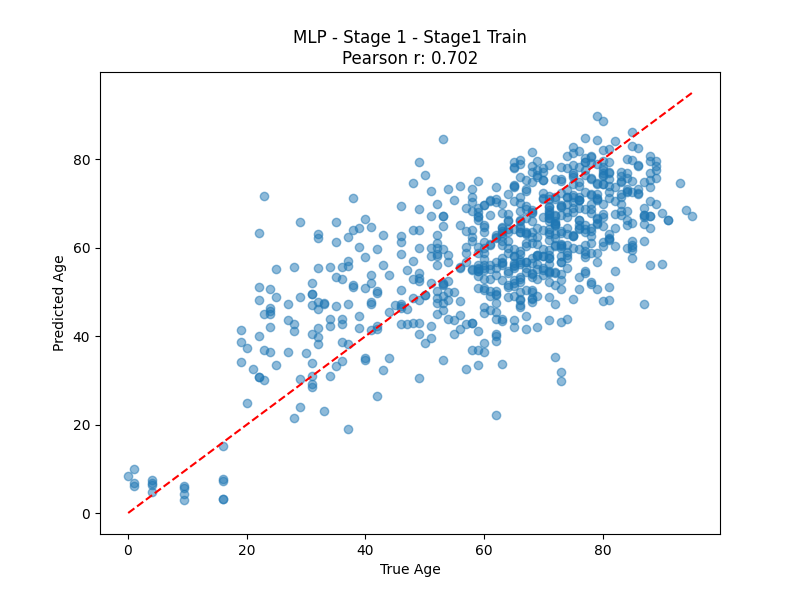 MLP - Stage 1 - Stage1 Train
Pearson r: 0.702
Predicted Age
80
60
40
20
0
0 20 40 60 80
True Age